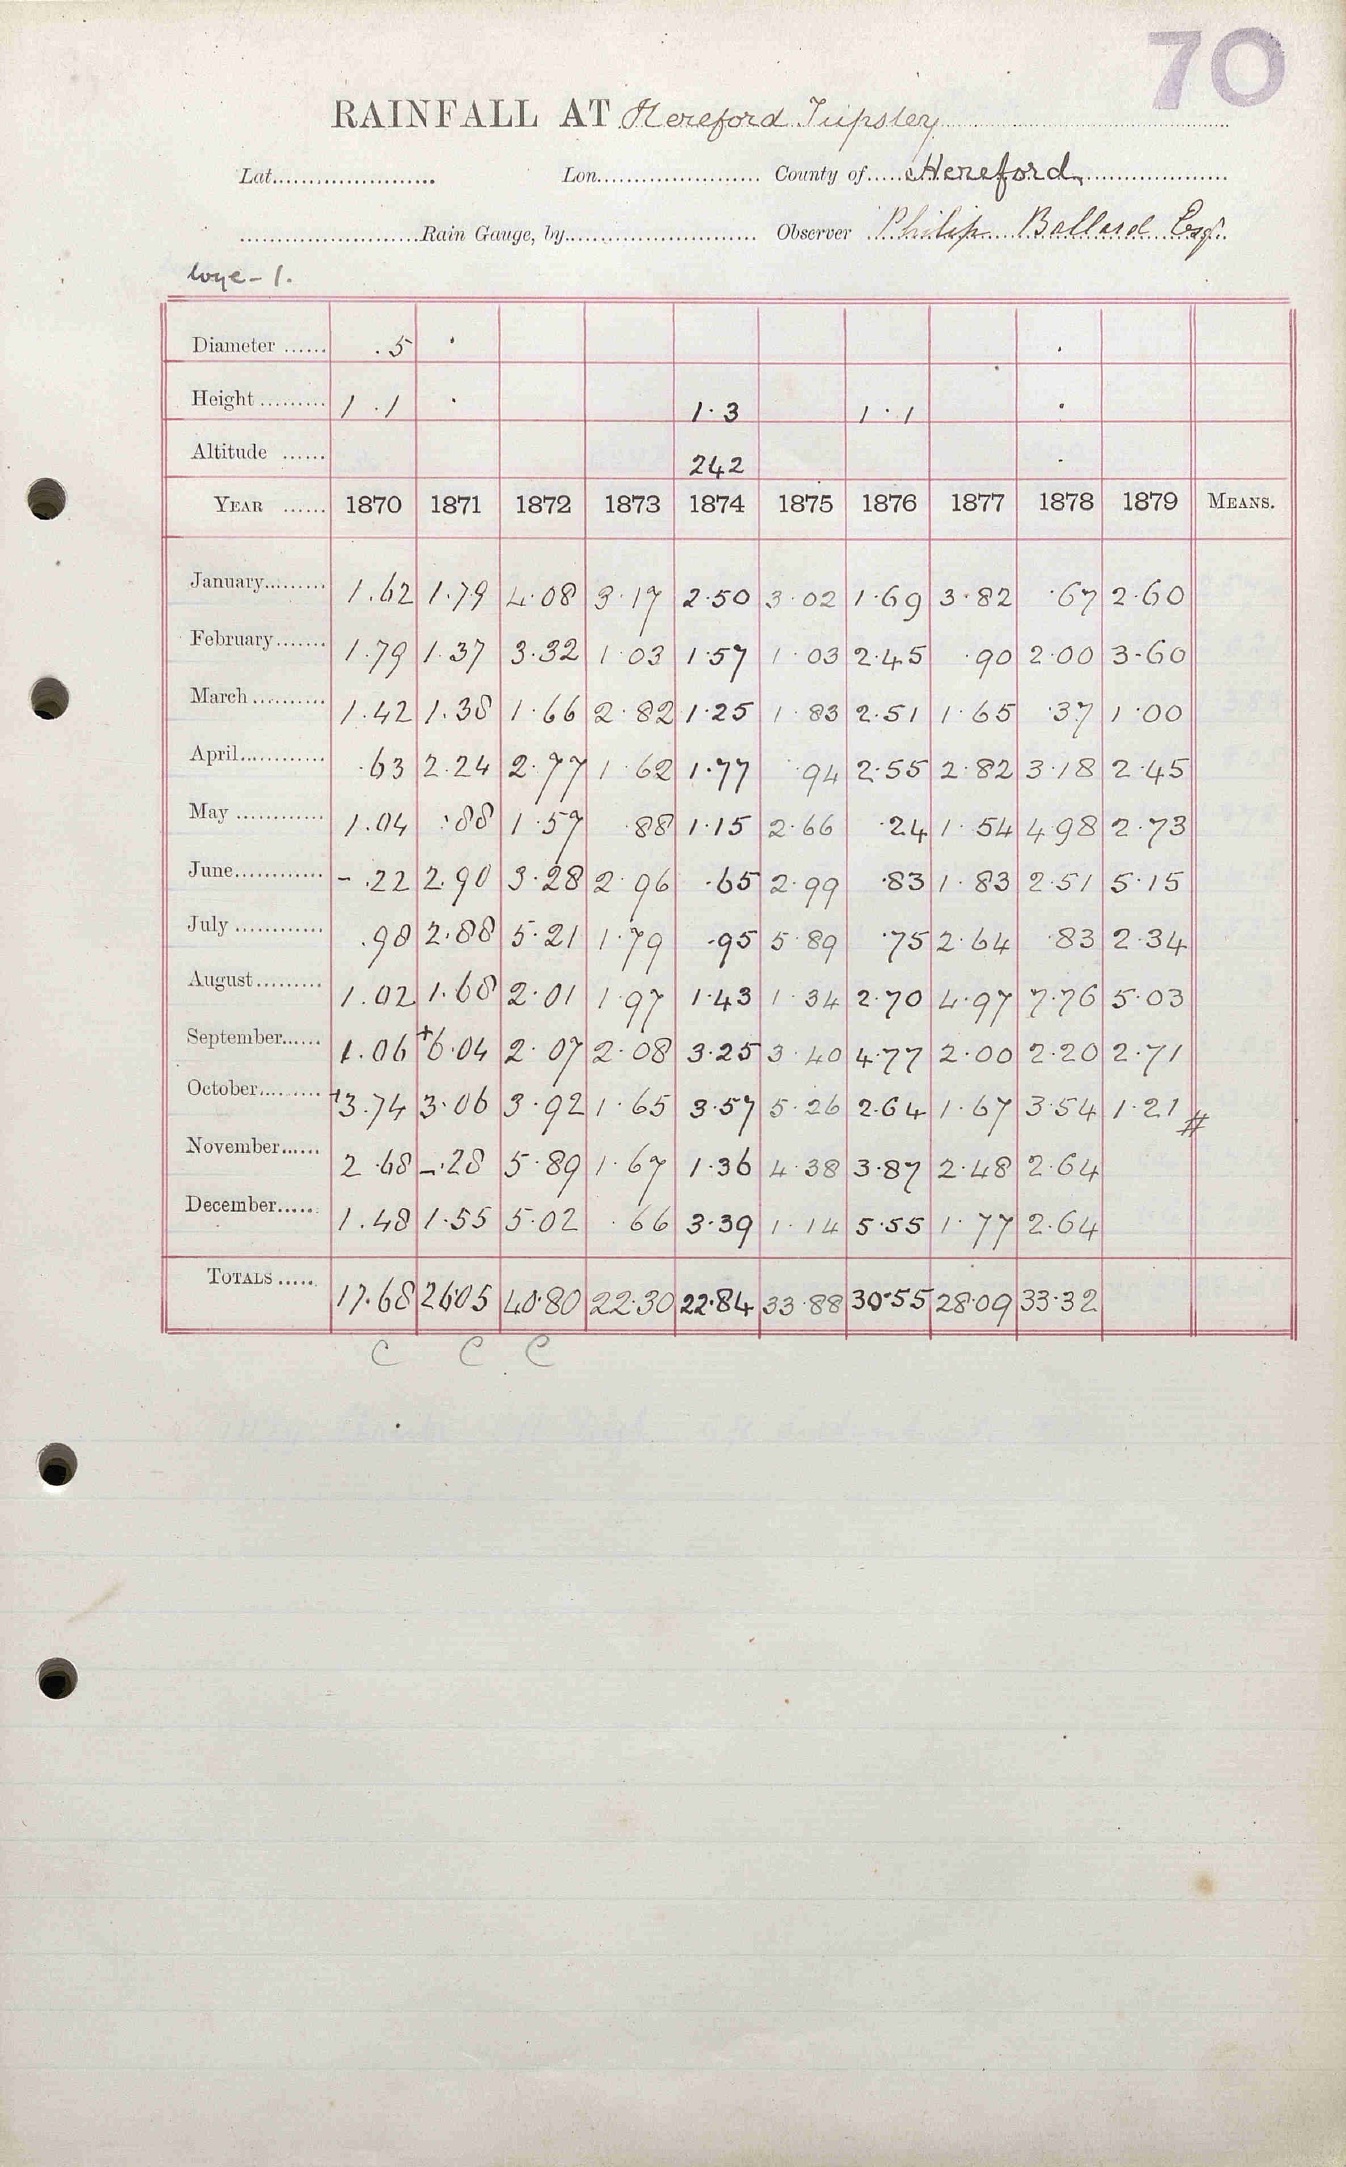 70
RAINFALL AT Hereford Tupsley
Lat. Lon. County of Hereford
Rain Gauge, by Observer Philip Ballard Esq.
Wye - 1.
Diameter .5
Height 1.1 1.3 1.1
Altitude 242
YEAR 1870 1871 1872 1873 1874 1875 1876 1877 1878 1879 MEANS.
January 1.62 1.79 4.08 3.17 2.50 3.02 1.69 3.82 .67 2.60
February 1.79 1.37 3.32 1.03 1.57 1.03 2.45 .90 2.00 3.60
March 1.42 1.38 1.66 2.82 1.25 1.83 2.51 1.65 .37 1.00
April .63 2.24 2.77 1.62 1.77 .94 2.55 2.82 3.18 2.45
May 1.04 .88 1.57 .88 1.15 2.66 .24 1.54 4.98 2.73
June - .22 2.90 3.28 2.96 .65 2.99 .83 1.83 2.51 5.15
July .98 2.88 5.21 1.79 .95 5.89 .75 2.64 .83 2.34
August 1.02 1.68 2.01 1.97 1.43 1.34 2.70 4.97 7.76 5.03
September 1.06 +6.04 2.07 2.08 3.25 3.40 4.77 2.00 2.20 2.71
October +3.74 3.06 3.92 1.65 3.57 5.26 2.64 1.67 3.54 1.21 #
November 2.68 -.28 5.89 1.67 1.36 4.38 3.87 2.48 2.64
December 1.48 1.55 5.02 .66 3.39 1.14 5.55 1.77 2.64
TOTALS 17.68 26.05 40.80 22.30 22.84 33.88 30.55 28.09 33.32
C C C